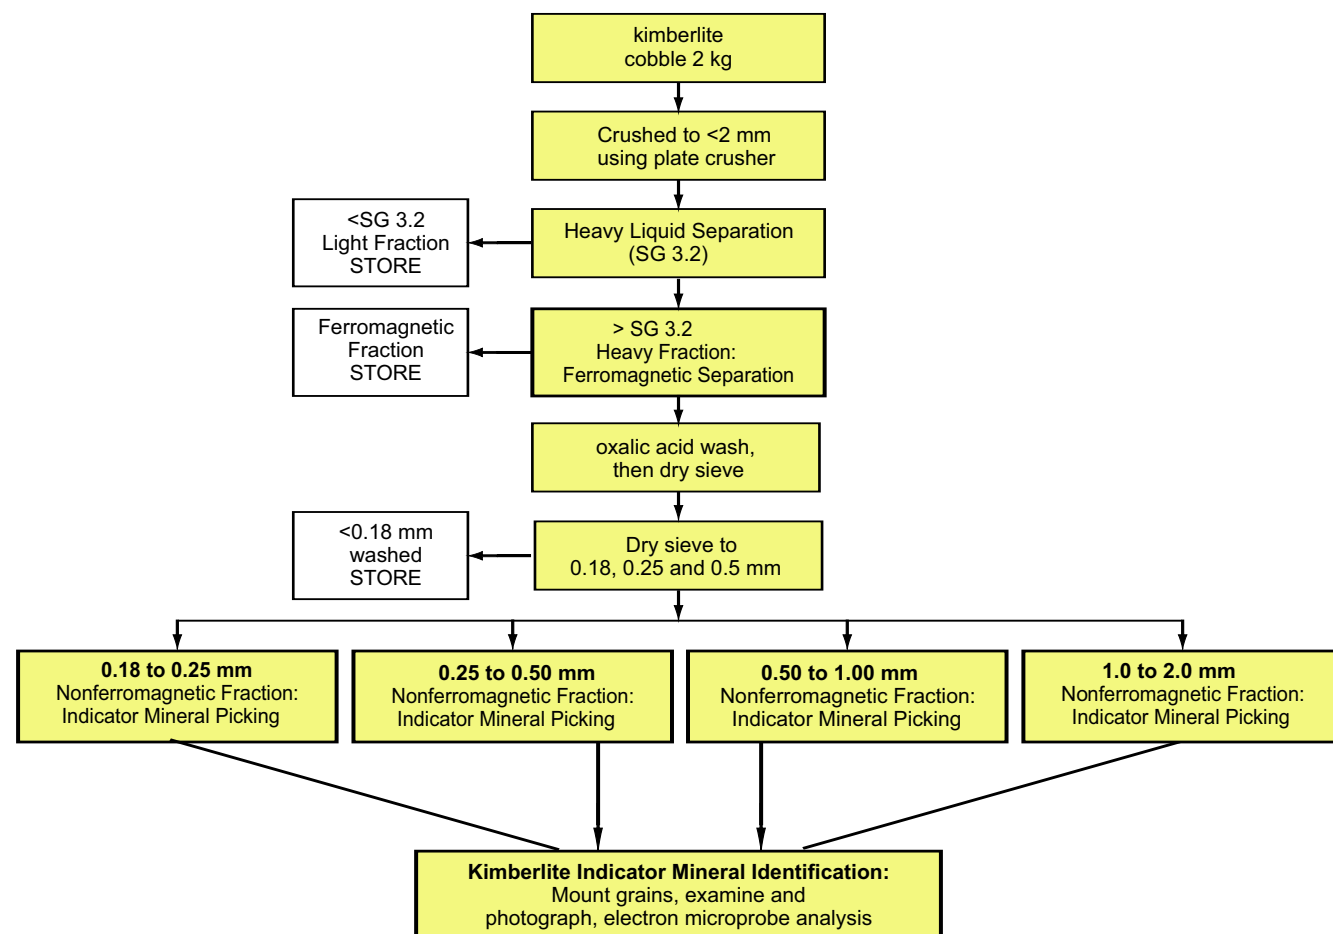 kimberlite
cobble 2 kg
Crushed to <2 mm
using plate crusher
<SG 3.2
Light Fraction
STORE
Heavy Liquid Separation
(SG 3.2)
Ferromagnetic
Fraction
STORE
> SG 3.2
Heavy Fraction:
Ferromagnetic Separation
oxalic acid wash,
then dry sieve
<0.18 mm
washed
STORE
Dry sieve to
0.18, 0.25 and 0.5 mm
0.18 to 0.25 mm
Nonferromagnetic Fraction:
Indicator Mineral Picking
0.25 to 0.50 mm
Nonferromagnetic Fraction:
Indicator Mineral Picking
0.50 to 1.00 mm
Nonferromagnetic Fraction:
Indicator Mineral Picking
1.0 to 2.0 mm
Nonferromagnetic Fraction:
Indicator Mineral Picking
Kimberlite Indicator Mineral Identification:
Mount grains, examine and
photograph, electron microprobe analysis